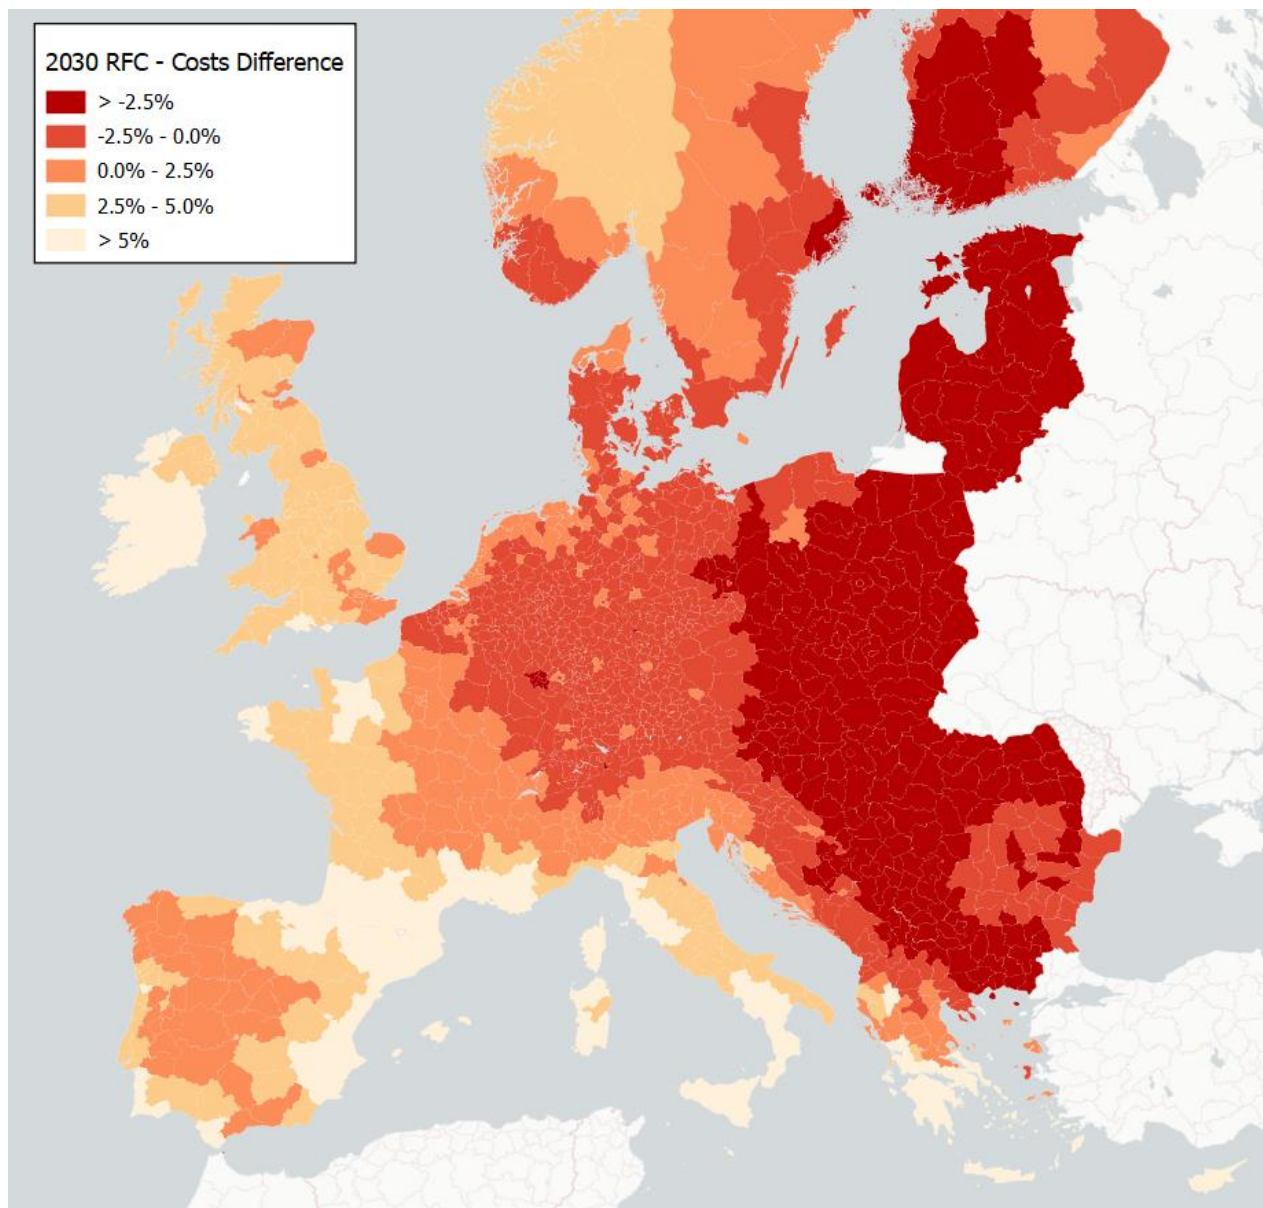 2030 RFC - Costs Difference
> -2.5%
-2.5% - 0.0%
0.0% - 2.5%
2.5% - 5.0%
> 5%